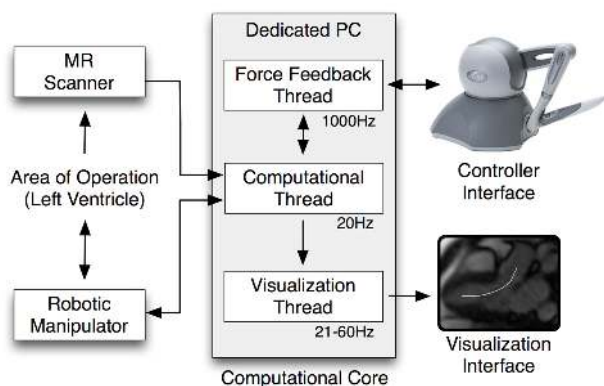 Dedicated PC
MR
Scanner
Force Feedback
Thread
1000Hz
Area of Operation
(Left Ventricle)
Computational
Thread
20Hz
Controller
Interface
Robotic
Manipulator
Visualization
Thread
21-60Hz
Visualization
Interface
Computational Core